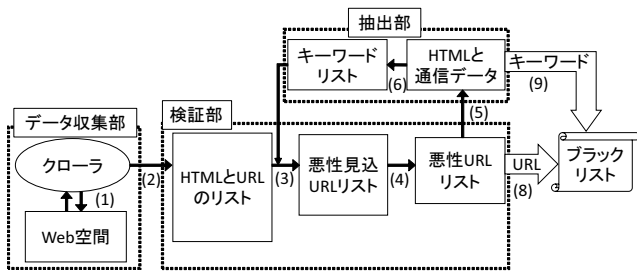 抽出部
キーワード
リスト
(6)
HTMLと
通信データ
キーワード
(9)
(5)
データ収集部
検証部
クローラ
(1)
Web空間
(2)
HTMLとURL
のリスト
(3)
悪性見込
URLリスト
(4)
悪性URL
リスト
URL
(8)
ブラック
リスト